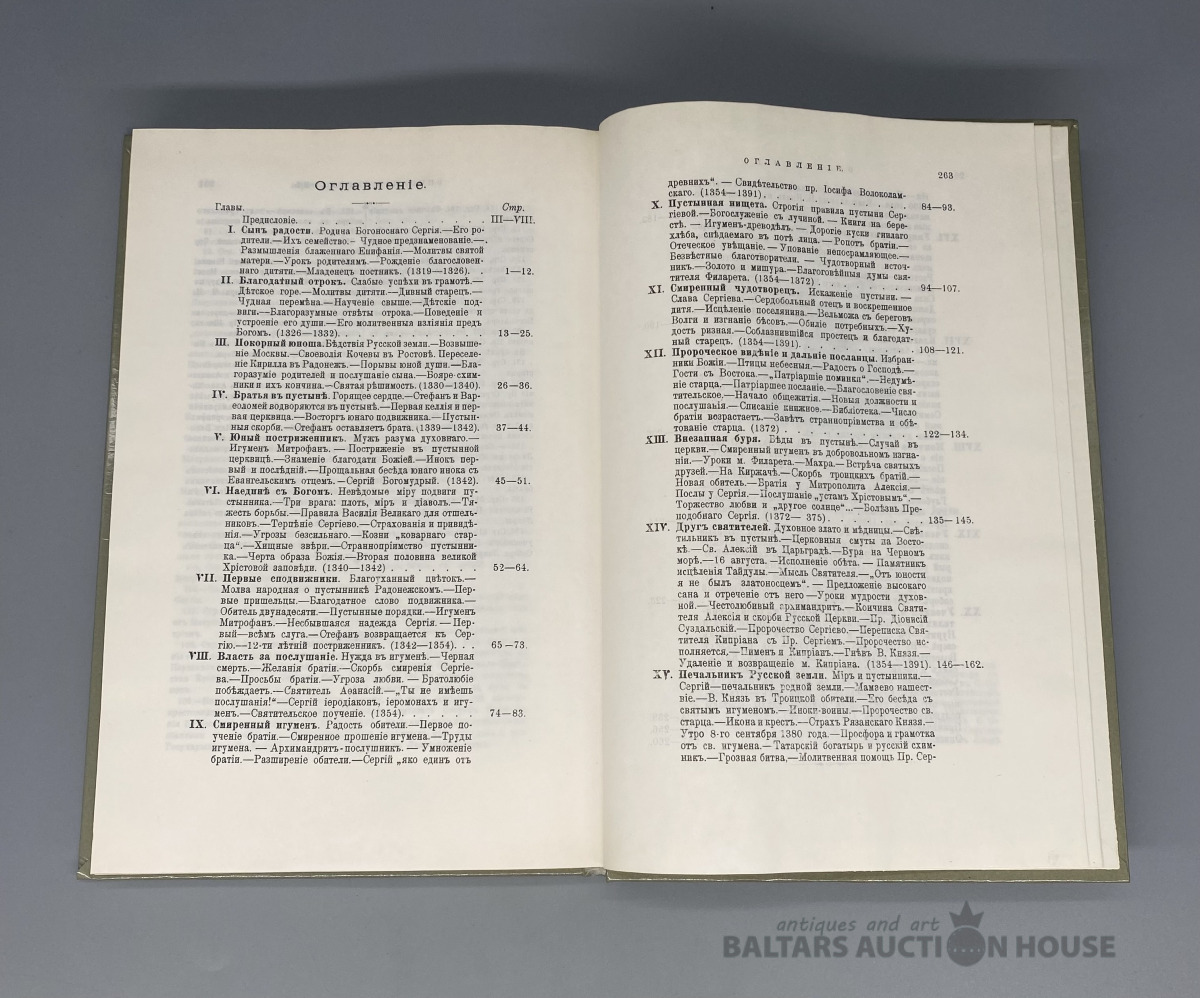 Оглавленіе.
Главы. Стр.
Предисловіе. . . . . . . . . . . . . . . . . III—VIII.
I. Сынъ радости. Родина Богоноснаго Сергія.—Его ро-
дители.—Ихъ семейство.— Чудное предзнаменованіе.—
Размышленія блаженнаго Епифанія.—Молитвы святой
матери.—Урокъ родителямъ.—Рожденіе благословен-
наго дитяти.—Младенецъ постникъ. (1319—1326). . 1—12.
II. Благодатный отрокъ. Слабые успѣхи въ грамотѣ.—
Дѣтское горе.—Молитвы дитяти.—Дивный старецъ.—
Чудная перемѣна.—Наученіе свыше.—Дѣтскіе под-
виги.—Благоразумные отвѣты отрока.—Поведеніе и
устроеніе его души.—Его молитвенныя изліянія предъ
Богомъ. (1326—1332). . . . . . . . . . . . 13—25.
III. Покорный юноша. Бѣдствія Русской земли.—Возвыше-
ніе Москвы.—Своеволія Кочевы въ Ростовѣ. Переселе-
ніе Кирилла въ Радонежъ.—Порывы юной души.—Бла-
горазуміе родителей и послушаніе сына.—Бояре-схим-
ники и ихъ кончина.—Святая рѣшимость. (1330—1340). 26—36.
IV. Братья въ пустынѣ. Горящее сердце.—Стефанъ и Вар-
ѳоломей водворяются въ пустынѣ.—Первая келлія и пер-
вая церквица.—Восторгъ юнаго подвижника.—Пустын-
ныя скорби.—Стефанъ оставляетъ брата. (1339—1342). 37—44.
V. Юный постриженникъ. Мужъ разума духовнаго.—
Игуменъ Митрофанъ. — Постриженіе въ пустынной
церквицѣ.—Знаменіе благодати Божіей.—Инокъ пер-
вый и послѣдній.—Прощальная бесѣда юнаго инока съ
Евангельскимъ отцемъ.—Сергій Богомудрый. (1342). 45—51.
VI. Наединѣ съ Богомъ. Невѣдомые міру подвиги пу-
стынника.—Три врага: плоть, міръ и діаволъ.—Тя-
жесть борьбы.—Правила Василія Великаго для отшель-
никовъ.—Терпѣніе Сергіево.—Страхованія и привидѣ-
нія.—Угрозы безсильнаго.—Козни „коварнаго стар-
ца“.—Хищные звѣри.—Страннопріимство пустынни-
ка.—Черта образа Божія.—Вторая половина великой
Хрістовой заповѣди. (1340—1342) . . . . . . . 52—64.
VII. Первые сподвижники. Благоуханный цвѣтокъ.—
Молва народная о пустынникѣ Радонежскомъ.—Пер-
вые пришельцы.—Благодатное слово подвижника.—
Обитель двунадесяти.—Пустынные порядки.—Игуменъ
Митрофанъ.—Несбывшаяся надежда Сергія.—Пер-
вый—всѣмъ слуга.—Стефанъ возвращается къ Сер-
гію.—12-ти лѣтній постриженникъ. (1342—1354). . . 65—73.
VIII. Власть за послушаніе. Нужда въ игуменѣ.—Черная
смерть.—Желанія братіи.—Скорбь смиренія Сергіе-
ва.—Просьбы братіи.—Угроза любви. — Братолюбіе
побѣждаетъ.—Святитель Аѳанасій.—„Ты не имѣешь
послушанія!“—Сергій іеродіаконъ, іеромонахъ и игу-
менъ.—Святительское поученіе. (1354). . . . . . 74—83.
IX. Смиренный игуменъ. Радость обители.—Первое по-
ученіе братіи.—Смиренное прошеніе игумена.—Труды
игумена. — Архимандритъ-послушникъ. — Умноженіе
братіи.—Расширеніе обители.—Сергій „яко единъ отъ
ОГЛАВЛЕНІЕ. 263
древнихъ“. — Свидѣтельство пр. Іосифа Волоколам-
скаго. (1354—1391). . . . . . . . . . . . 84—93.
X. Пустынная нищета. Строгія правила пустыни Сер-
гіевой.—Богослуженіе съ лучиной. — Книги на бере-
стѣ. — Игуменъ-древодѣлъ. — Дорогіе куски гнилаго
хлѣба, снѣдаемаго въ потѣ лица. — Ропотъ братіи.—
Отеческое увѣщаніе. — Упованіе непосрамляющее.—
Безвѣстные благотворители. — Чудотворный источ-
никъ.—Золото и мишура.—Благоговѣйныя думы свя-
тителя Филарета. (1354—1372) . . . . . . . . 94—107.
XI. Смиренный чудотворецъ. Искаженіе пустыни. —
Слава Сергіева.—Сердобольный отецъ и воскрешенное
дитя.—Исцѣленіе поселянина.—Вельможа съ береговъ
Волги и изгнаніе бѣсовъ.—Обиліе потребныхъ.—Ху-
дость ризная.—Соблазнившійся простецъ и благодат-
ный старецъ. (1354—1391). . . . . . . . . . 108—121.
XII. Пророческое видѣніе и дальніе посланцы. Избран-
ники Божіи.—Птицы небесныя.—Радость о Господѣ.—
Гости съ Востока.—„Патріаршіе поминки“.—Недумѣ-
ніе старца.—Патріаршее посланіе.—Благословеніе свя-
тительское.—Начало общежитія.—Новыя должности и
послушанія.—Списаніе книжное.—Библіотека.—Число
братіи возрастаетъ.—Завѣтъ страннопріимства и обѣ-
тованіе старца. (1372) . . . . . . . . . . . 122—134.
XIII. Внезапная буря. Бѣды въ пустынѣ.—Случай въ
церкви.—Смиренный игуменъ въ добровольномъ изгна-
ніи.—Уроки м. Филарета.—Махра.—Встрѣча святыхъ
друзей.—На Киржачѣ.—Скорбь троицкихъ братій.—
Новая обитель.—Братія у Митрополита Алексія.—
Послы у Сергія.—Послушаніе „устамъ Хрістовымъ“.—
Торжество любви и „другое солнце“...—Болѣзнь Пре-
подобнаго Сергія. (1372— 375). . . . . . . . . 135—145.
XIV. Другъ святителей. Духовное злато и мѣдницы.—Свѣ-
тильникъ въ пустынѣ.—Церковныя смуты на Восто-
кѣ.—Св. Алексій въ Царьградѣ.—Буря на Черномъ
морѣ.—16 августа.—Исполненіе обѣта. — Памятникъ
исцѣленія Тайдулы.—Мысль Святителя.—„Отъ юности
я не былъ златоносцемъ“. — Предложеніе высокаго
сана и отреченіе отъ него—Уроки мудрости духов-
ной.—Честолюбивый архимандритъ.—Кончина Святи-
теля Алексія и скорби Русской Церкви.—Пр. Діонисій
Суздальскій.—Пророчество Сергіево.—Переписка Свя-
тителя Кипріана съ Пр. Сергіемъ.—Пророчество ис-
полняется.—Пименъ и Кипріанъ.—Гнѣвъ В. Князя.—
Удаленіе и возвращеніе м. Кипріана. (1354—1391). 146—162.
XV. Печальникъ Русской земли. Міръ и пустынники.—
Сергій—печальникъ родной земли.—Мамаево нашест-
віе.—В. Князь въ Троицкой обители.—Его бесѣда съ
святымъ игуменомъ.—Иноки-воины.—Пророчество св.
старца.—Икона и крестъ.—Страхъ Рязанскаго Князя.—
Утро 8-го сентября 1380 года.—Просфора и грамотка
отъ св. игумена.—Татарскій богатырь и русскій схим-
никъ.—Грозная битва.—Молитвенная помощь Пр. Сер-
antiques and art
BALTARS AUCTION HOUSE